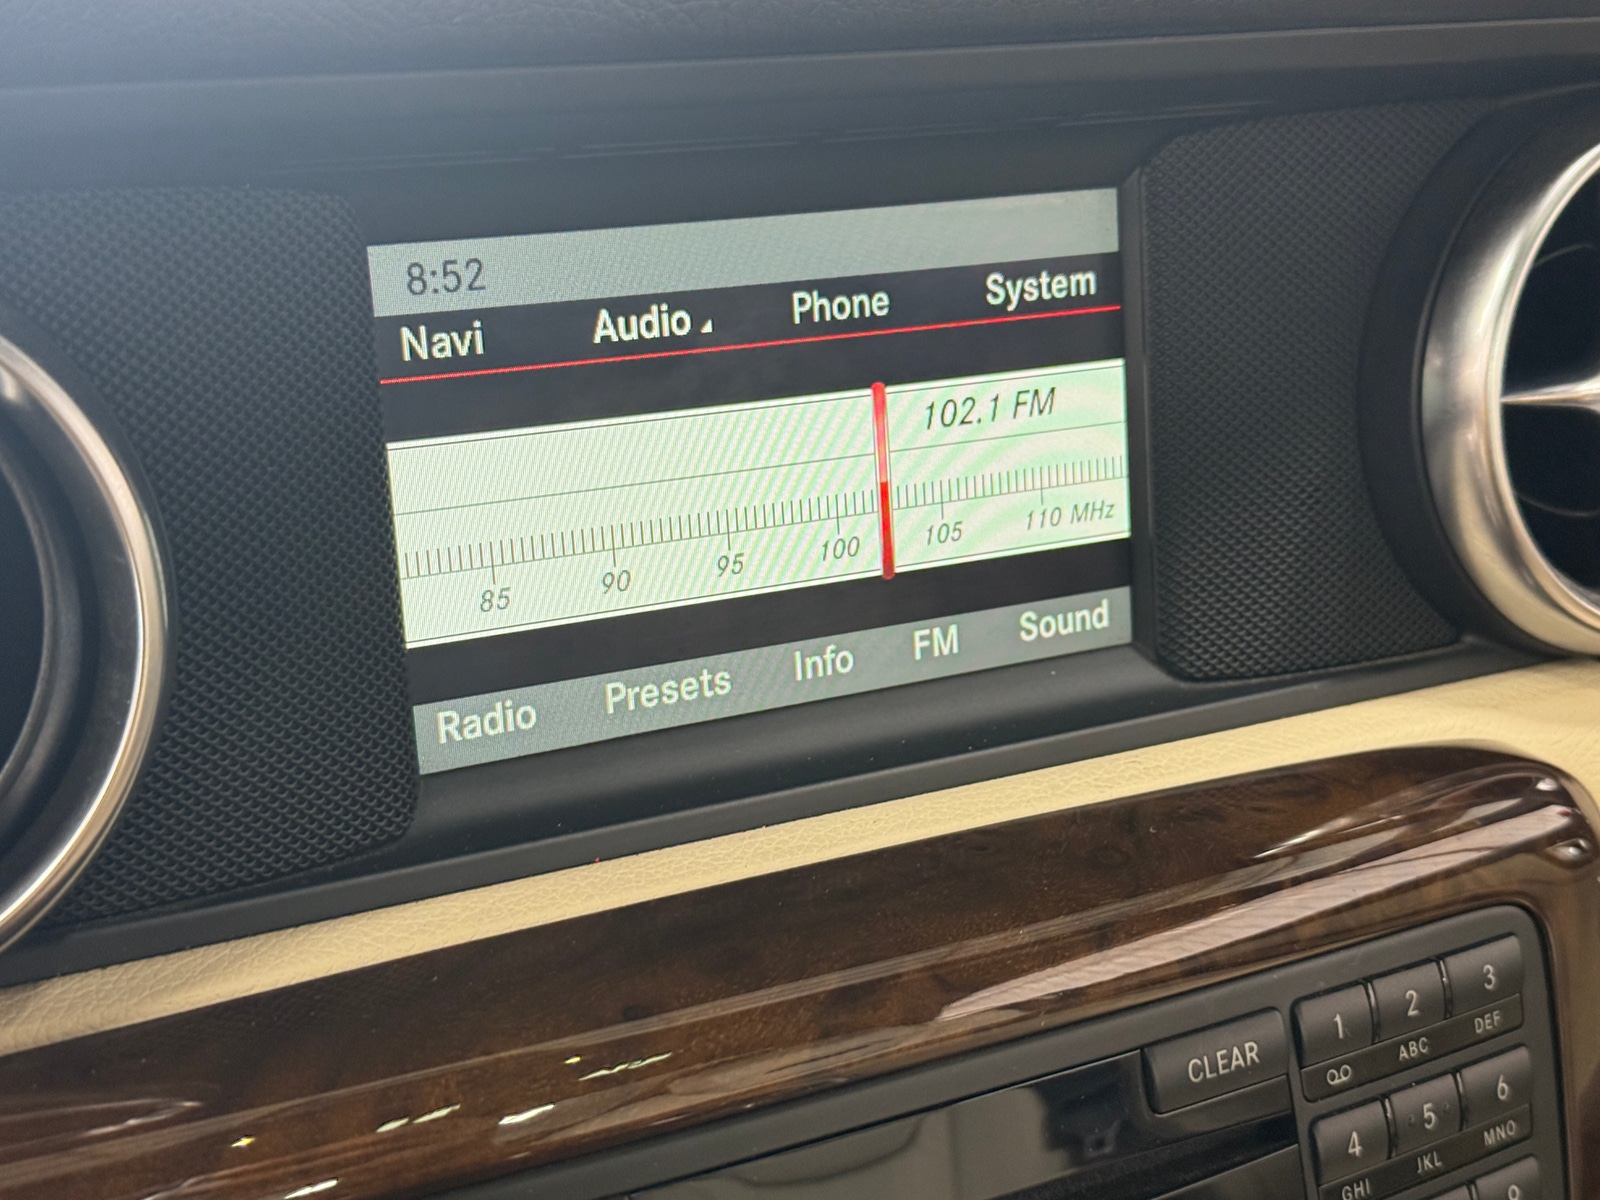 8:52
Navi Audio Phone System
102.1 FM
85 90 95 100 105 110 MHz
Radio Presets Info FM Sound
CLEAR 1 2 3
ABC DEF
4 5 6
GHI JKL MNO